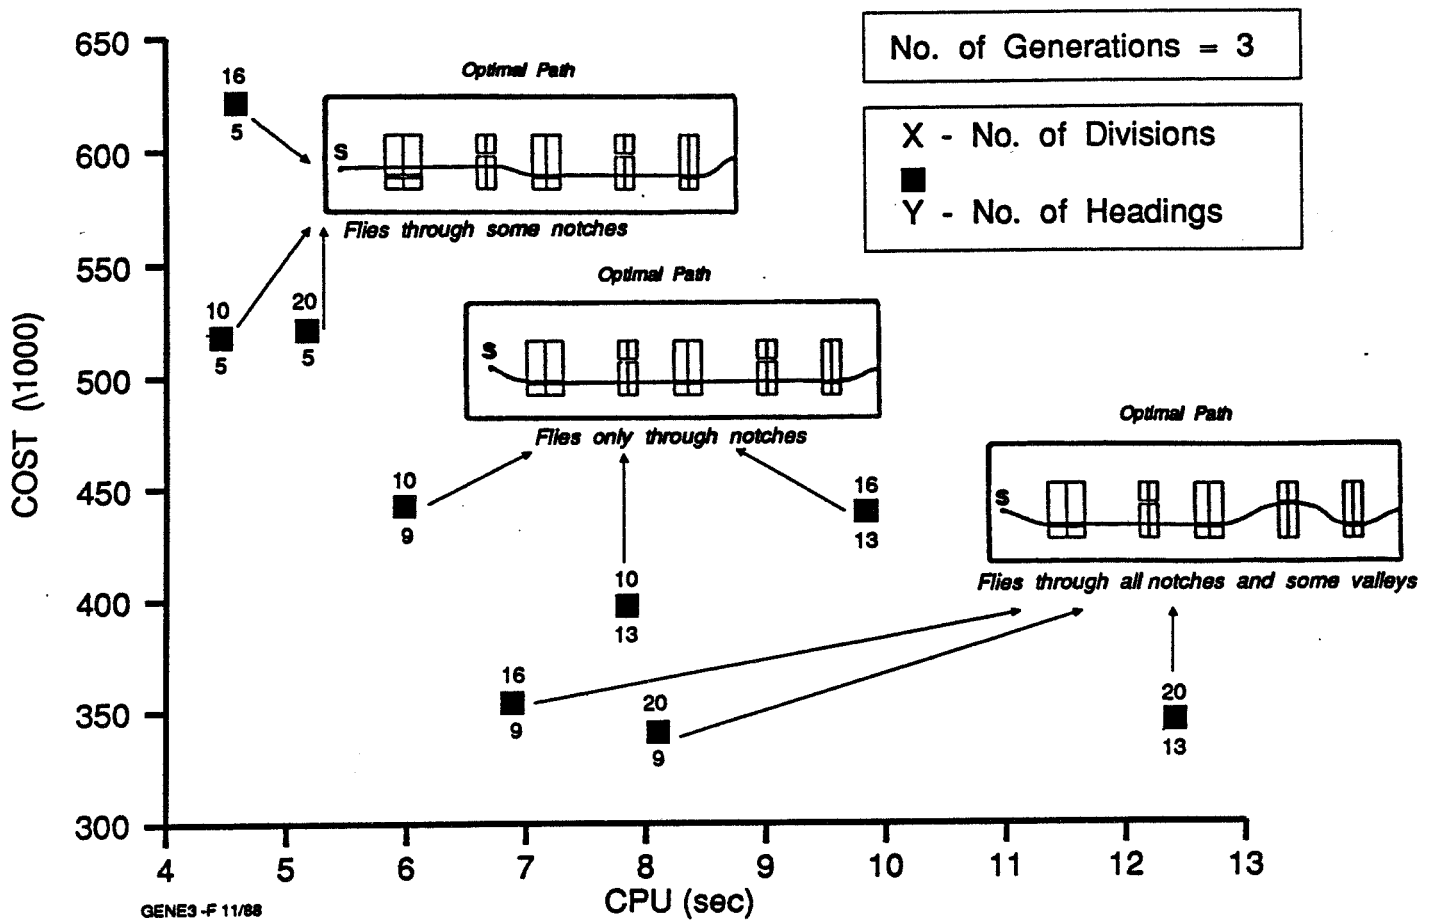 No. of Generations = 3
X - No. of Divisions
Y - No. of Headings
COST (\1000)
650
600
550
500
450
400
350
300
16
5
Optimal Path
S
Flies through some notches
10
5
20
5
Optimal Path
S
Flies only through notches
10
9
10
13
16
13
Optimal Path
S
Flies through all notches and some valleys
16
9
20
9
20
13
4 5 6 7 8 9 10 11 12 13
CPU (sec)
GENE3 -F 11/88